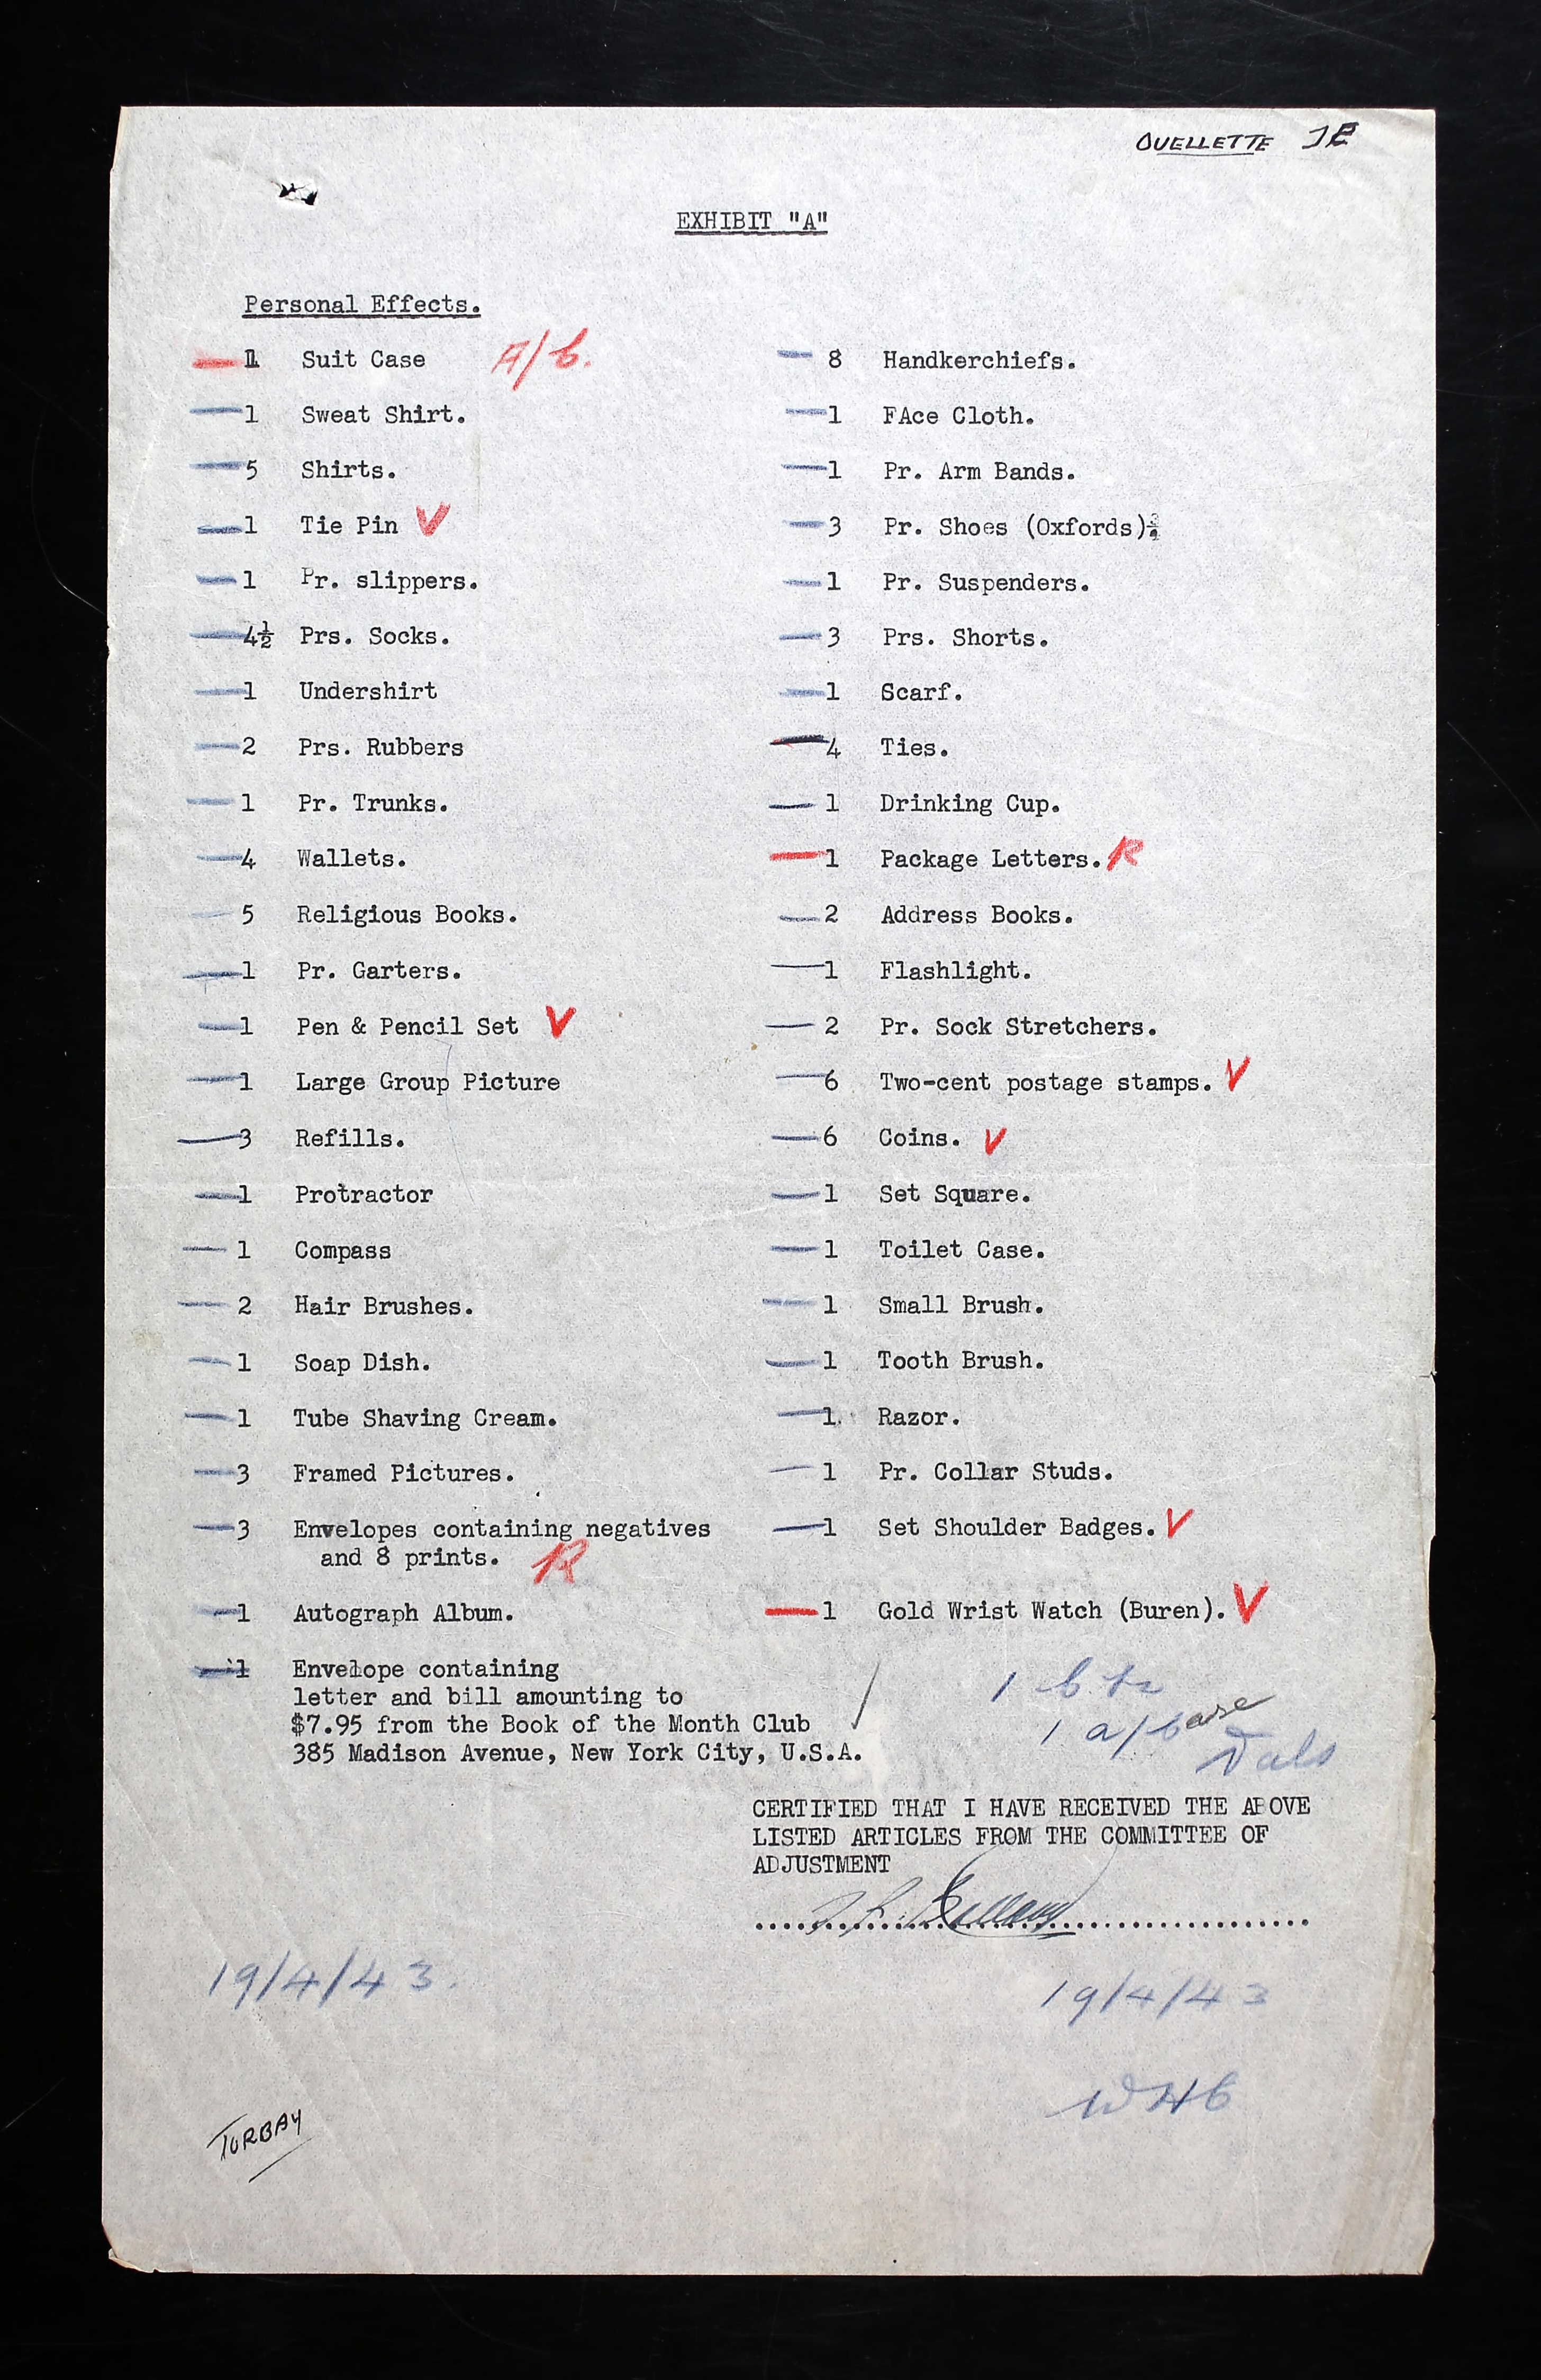 OUELLETTE JE
EXHIBIT "A"
Personal Effects.
1 Suit Case A/b.
1 Sweat Shirt.
5 Shirts.
1 Tie Pin V
1 Pr. slippers.
4½ Prs. Socks.
1 Undershirt
2 Prs. Rubbers
1 Pr. Trunks.
4 Wallets.
5 Religious Books.
1 Pr. Garters.
1 Pen & Pencil Set V
1 Large Group Picture
3 Refills.
1 Protractor
1 Compass
2 Hair Brushes.
1 Soap Dish.
1 Tube Shaving Cream.
3 Framed Pictures.
3 Envelopes containing negatives
and 8 prints. R
1 Autograph Album.
1 Envelope containing
letter and bill amounting to
$7.95 from the Book of the Month Club
385 Madison Avenue, New York City, U.S.A.
8 Handkerchiefs.
1 FAce Cloth.
1 Pr. Arm Bands.
3 Pr. Shoes (Oxfords).
1 Pr. Suspenders.
3 Prs. Shorts.
1 Scarf.
4 Ties.
1 Drinking Cup.
1 Package Letters. R
2 Address Books.
1 Flashlight.
2 Pr. Sock Stretchers.
6 Two-cent postage stamps. V
6 Coins. V
1 Set Square.
1 Toilet Case.
1 Small Brush.
1 Tooth Brush.
1. Razor.
1 Pr. Collar Studs.
1 Set Shoulder Badges. V
1 Gold Wrist Watch (Buren). V
CERTIFIED THAT I HAVE RECEIVED THE ABOVE
LISTED ARTICLES FROM THE COMMITTEE OF
ADJUSTMENT
19/4/43.
19/4/43
WHB
TORBAY